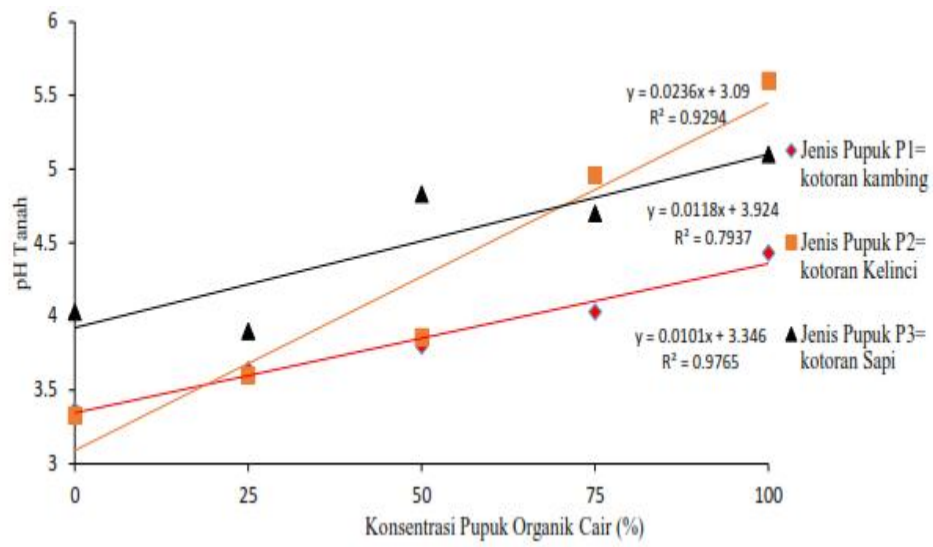 6
5.5
5
4.5
4
3.5
3
0
25
50
75
100
pH Tanah
Konsentrasi Pupuk Organik Cair (%)
y = 0.0236x + 3.09
R² = 0.9294
y = 0.0118x + 3.924
R² = 0.7937
y = 0.0101x + 3.346
R² = 0.9765
Jenis Pupuk P1=
kotoran kambing
Jenis Pupuk P2=
kotoran Kelinci
Jenis Pupuk P3=
kotoran Sapi